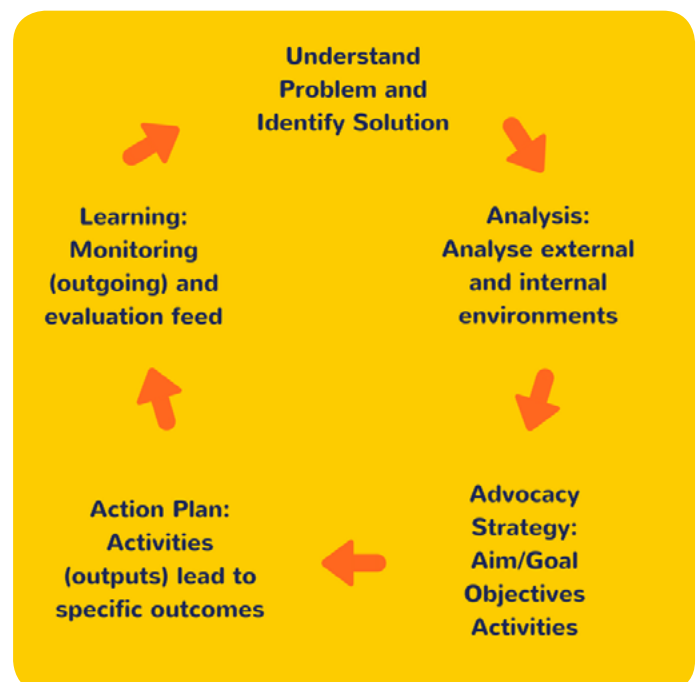 Understand
Problem and
Identify Solution
Analysis:
Analyse external
and internal
environments
Advocacy
Strategy:
Aim/Goal
Objectives
Activities
Action Plan:
Activities
(outputs) lead to
specific outcomes
Learning:
Monitoring
(outgoing) and
evaluation feed